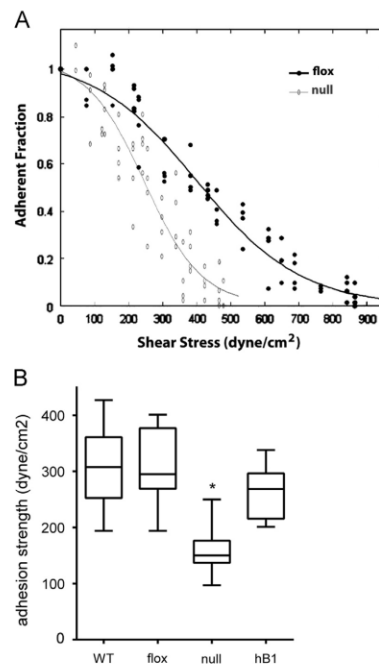 A
flox
null
Adherent Fraction
1
0.8
0.6
0.4
0.2
0
0 100 200 300 400 500 600 700 800 900
Shear Stress (dyne/cm²)
B
adhesion strength (dyne/cm2)
400
300
200
100
0
*
WT flox null hB1